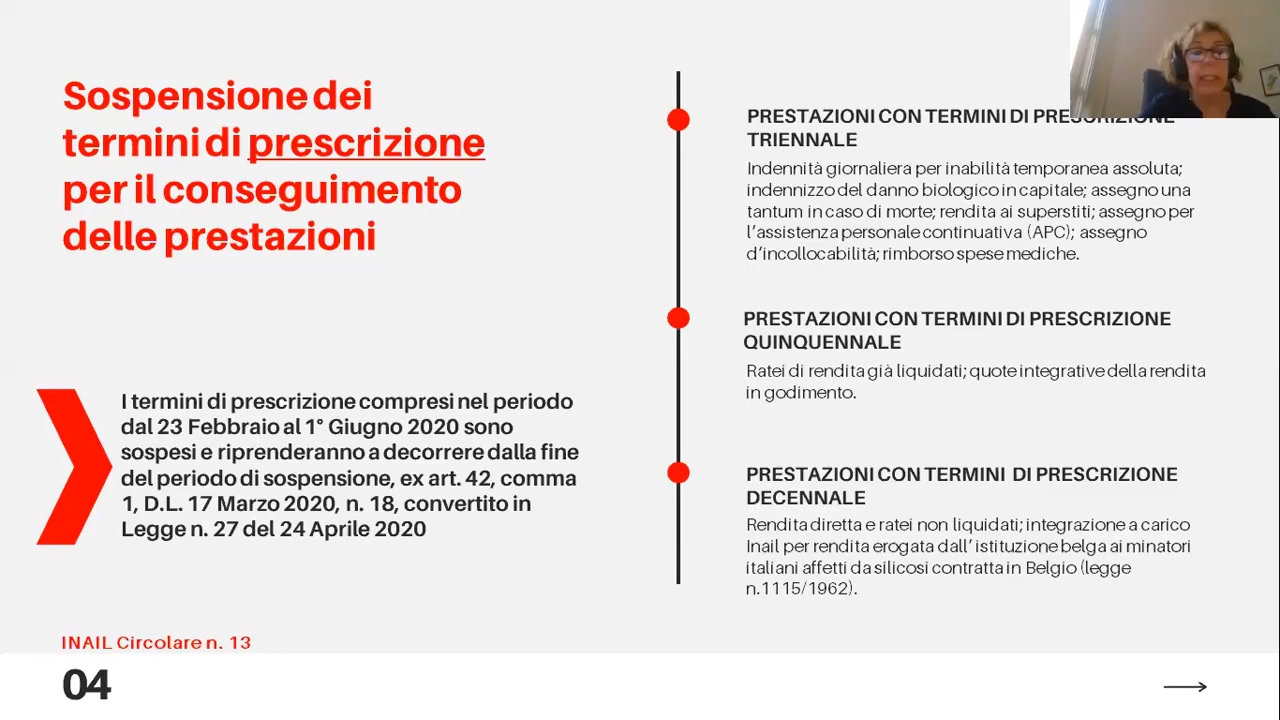 Sospensione dei
termini di prescrizione
per il conseguimento
delle prestazioni
I termini di prescrizione compresi nel periodo
dal 23 Febbraio al 1° Giugno 2020 sono
sospesi e riprenderanno a decorrere dalla fine
del periodo di sospensione, ex art. 42, comma
1, D.L. 17 Marzo 2020, n. 18, convertito in
Legge n. 27 del 24 Aprile 2020
PRESTAZIONI CON TERMINI DI PRESCRIZIONE
TRIENNALE
Indennità giornaliera per inabilità temporanea assoluta;
indennizzo del danno biologico in capitale; assegno una
tantum in caso di morte; rendita ai superstiti; assegno per
l'assistenza personale continuativa (APC); assegno
d'incollocabilità; rimborso spese mediche.
PRESTAZIONI CON TERMINI DI PRESCRIZIONE
QUINQUENNALE
Ratei di rendita già liquidati; quote integrative della rendita
in godimento.
PRESTAZIONI CON TERMINI DI PRESCRIZIONE
DECENNALE
Rendita diretta e ratei non liquidati; integrazione a carico
Inail per rendita erogata dall' istituzione belga ai minatori
italiani affetti da silicosi contratta in Belgio (legge
n.1115/1962).
INAIL Circolare n. 13
04